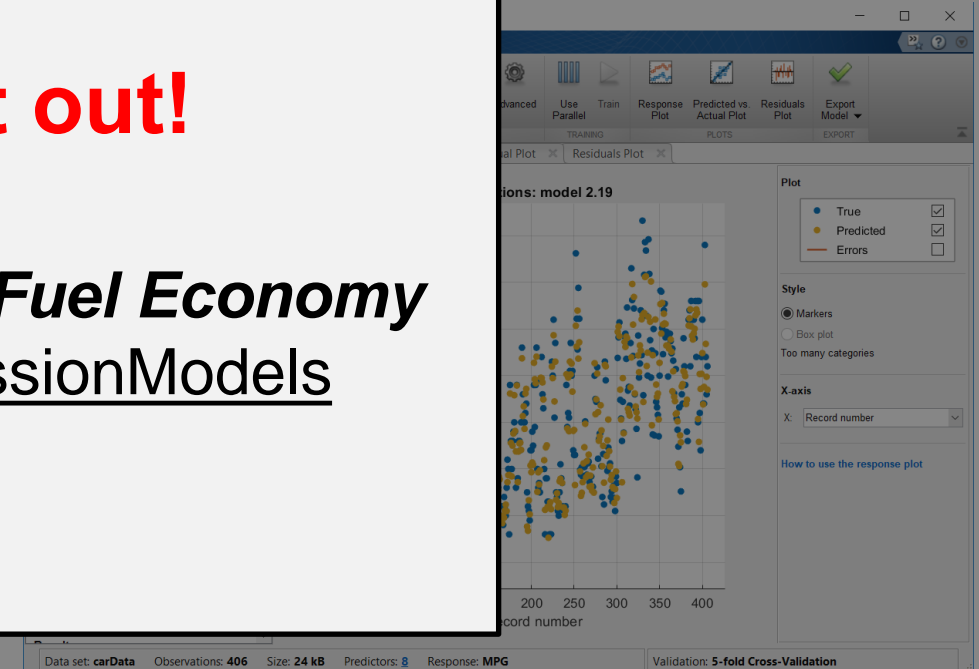 t out!
Fuel Economy
ssionModels
dvanced
Use Parallel
Train
Response Plot
Predicted vs. Actual Plot
Residuals Plot
Export Model
TRAINING
PLOTS
EXPORT
al Plot
Residuals Plot
ions: model 2.19
200 250 300 350 400
ecord number
Plot
True
Predicted
Errors
Style
Markers
Box plot
Too many categories
X-axis
X: Record number
How to use the response plot
Data set: carData Observations: 406 Size: 24 kB Predictors: 8 Response: MPG
Validation: 5-fold Cross-Validation